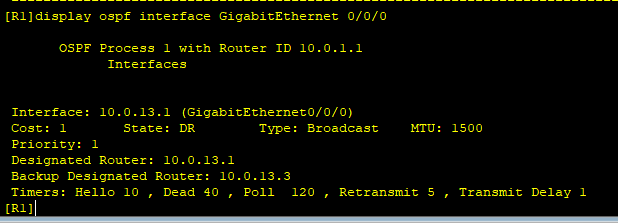 [R1]display ospf interface GigabitEthernet 0/0/0
OSPF Process 1 with Router ID 10.0.1.1
Interfaces
Interface: 10.0.13.1 (GigabitEthernet0/0/0)
Cost: 1 State: DR Type: Broadcast MTU: 1500
Priority: 1
Designated Router: 10.0.13.1
Backup Designated Router: 10.0.13.3
Timers: Hello 10 , Dead 40 , Poll 120 , Retransmit 5 , Transmit Delay 1
[R1]